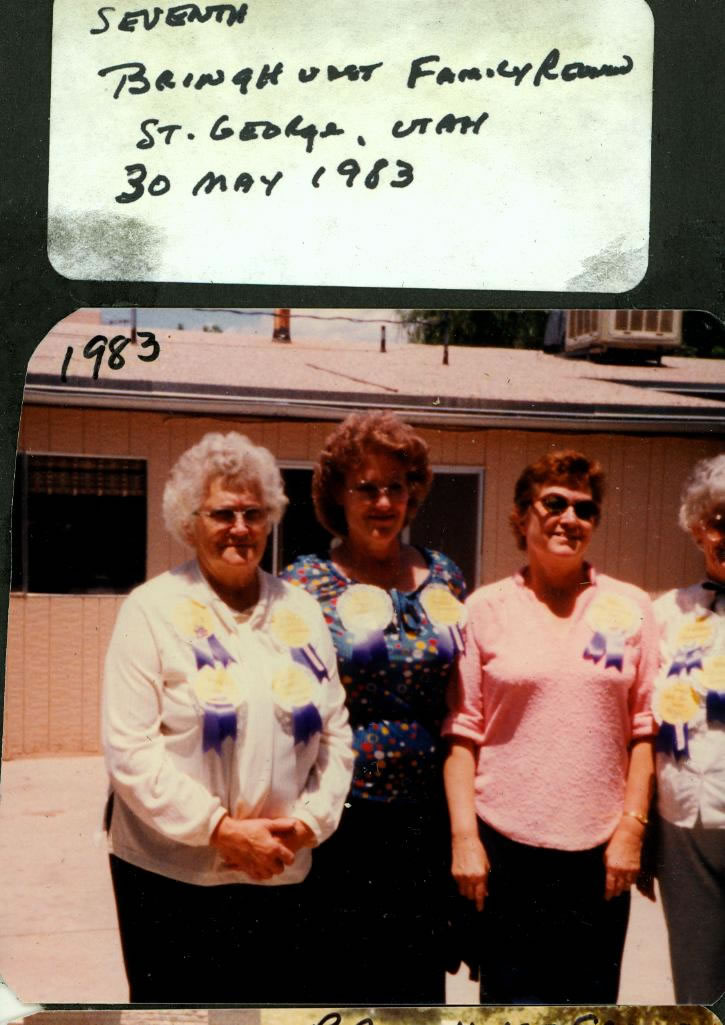 SEVENTH
BRINGHURST FAMILY REUNION
ST. GEORGE, UTAH
30 MAY 1983
1983